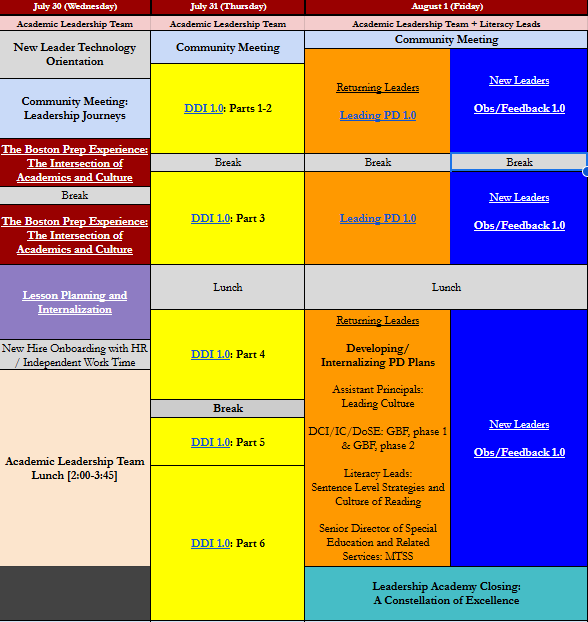 July 30 (Wednesday)
Academic Leadership Team
New Leader Technology
Orientation
Community Meeting:
Leadership Journeys
The Boston Prep Experience:
The Intersection of
Academics and Culture
Break
The Boston Prep Experience:
The Intersection of
Academics and Culture
Lesson Planning and
Internalization
New Hire Onboarding with HR
/ Independent Work Time
Academic Leadership Team
Lunch [2:00-3:45]
July 31 (Thursday)
Academic Leadership Team
Community Meeting
DDI 1.0: Parts 1-2
Break
DDI 1.0: Part 3
Lunch
DDI 1.0: Part 4
Break
DDI 1.0: Part 5
DDI 1.0: Part 6
August 1 (Friday)
Academic Leadership Team + Literacy Leads
Community Meeting
Returning Leaders
Leading PD 1.0
Break
Leading PD 1.0
New Leaders
Obs/Feedback 1.0
Break
New Leaders
Obs/Feedback 1.0
Lunch
Returning Leaders
Developing/
Internalizing PD Plans
Assistant Principals:
Leading Culture
DCI/IC/DoSE: GBF, phase 1
& GBF, phase 2
Literacy Leads:
Sentence Level Strategies and
Culture of Reading
Senior Director of Special
Education and Related
Services: MTSS
New Leaders
Obs/Feedback 1.0
Leadership Academy Closing:
A Constellation of Excellence